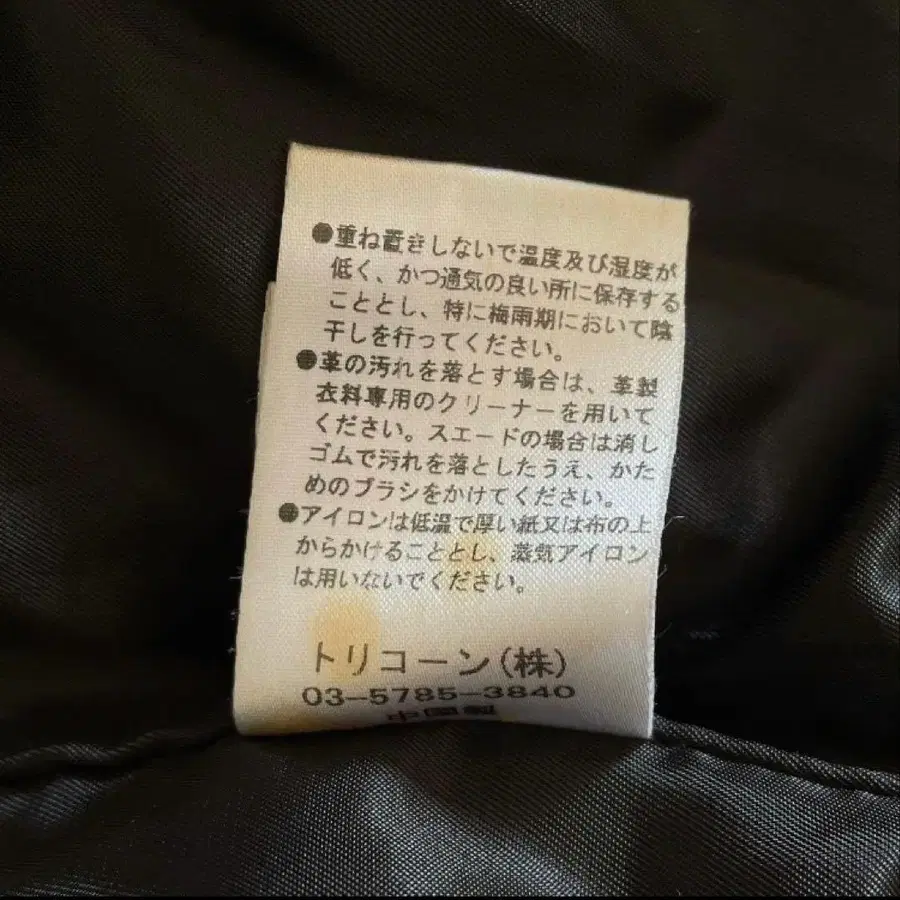 ●重ね置きしないで温度及び湿度が
低く、かつ通気の良い所に保存する
こととし、特に梅雨期において陰
干しを行ってください。
●革の汚れを落とす場合は、革製
衣料専用のクリーナーを用いて
ください。スエードの場合は消し
ゴムで汚れを落としたうえ、かた
めのブラシをかけてください。
●アイロンは低温で厚い紙又は布の上
からかけることとし、蒸気アイロン
は用いないでください。
トリコーン(株)
03-5785-3840
中国製